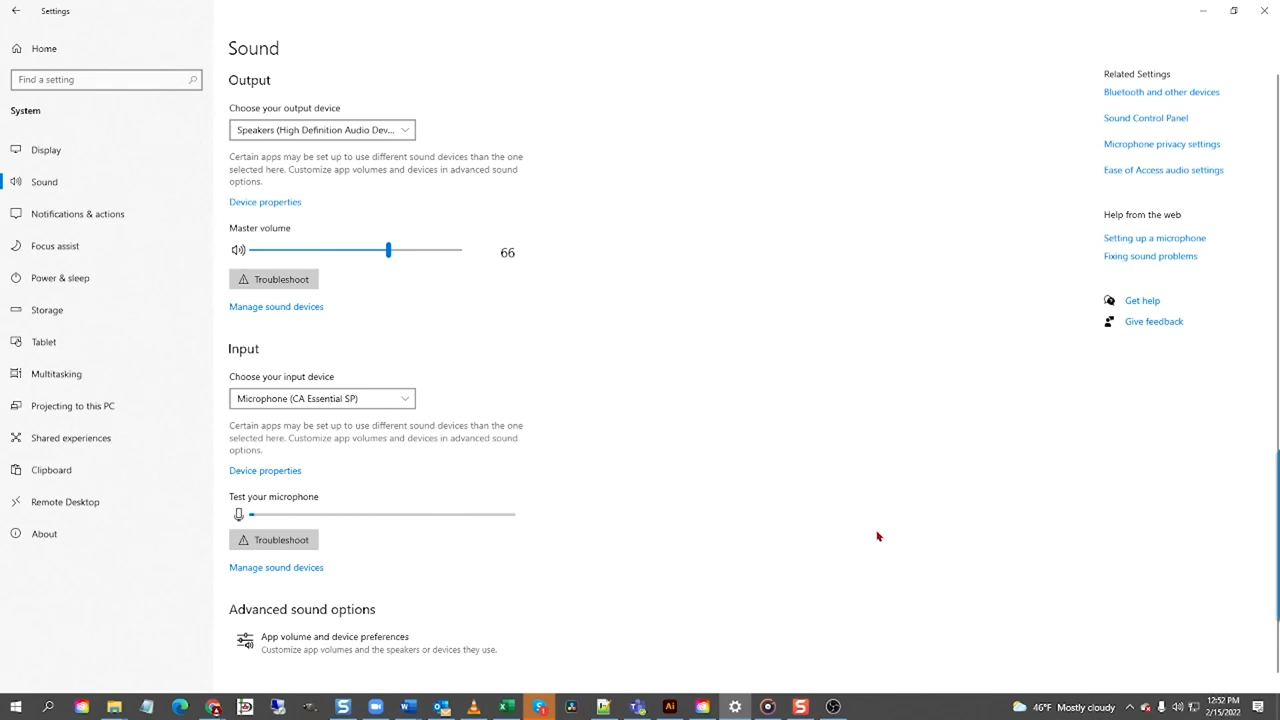 Settings
Home
Find a setting
System
Display
Sound
Notifications & actions
Focus assist
Power & sleep
Storage
Tablet
Multitasking
Projecting to this PC
Shared experiences
Clipboard
Remote Desktop
About
Sound
Output
Choose your output device
Speakers (High Definition Audio Dev...
Certain apps may be set up to use different sound devices than the one
selected here. Customize app volumes and devices in advanced sound
options.
Device properties
Master volume
66
Troubleshoot
Manage sound devices
Input
Choose your input device
Microphone (CA Essential SP)
Certain apps may be set up to use different sound devices than the one
selected here. Customize app volumes and devices in advanced sound
options.
Device properties
Test your microphone
Troubleshoot
Manage sound devices
Advanced sound options
App volume and device preferences
Customize app volumes and the speakers or devices they use.
Related Settings
Bluetooth and other devices
Sound Control Panel
Microphone privacy settings
Ease of Access audio settings
Help from the web
Setting up a microphone
Fixing sound problems
Get help
Give feedback
46°F Mostly cloudy
12:52 PM
2/15/2022